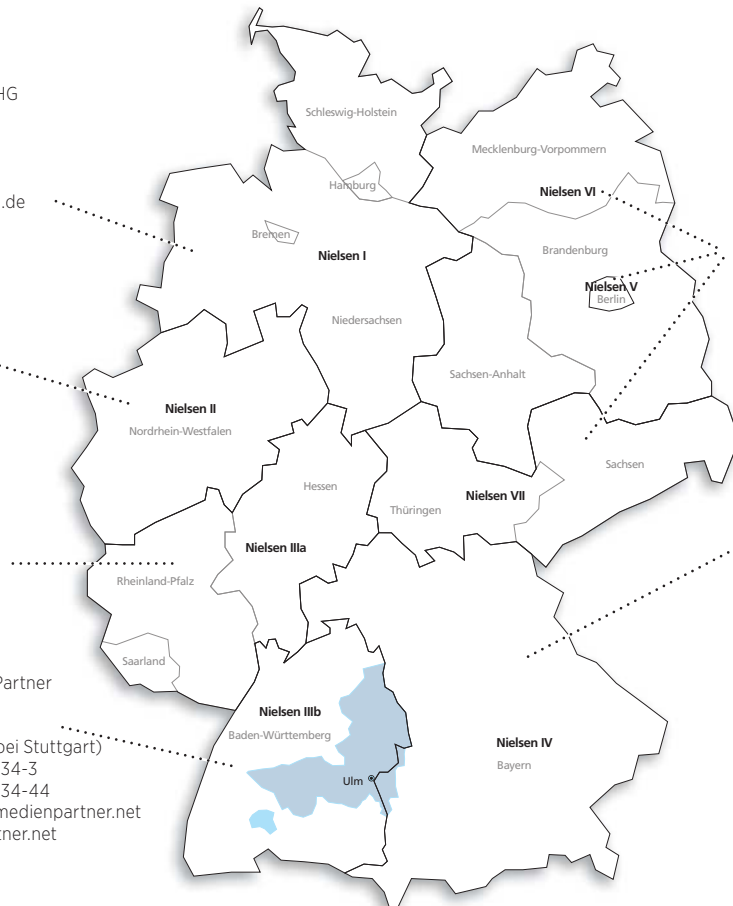 HG
.de
Partner
bei Stuttgart)
34-3
34-44
medienpartner.net
tner.net
Schleswig-Holstein
Mecklenburg-Vorpommern
Hamburg
Nielsen VI
Bremen
Nielsen I
Brandenburg
Nielsen V
Berlin
Niedersachsen
Sachsen-Anhalt
Nielsen II
Nordrhein-Westfalen
Sachsen
Hessen
Nielsen VII
Thüringen
Nielsen IIIa
Rheinland-Pfalz
Saarland
Nielsen IIIb
Baden-Württemberg
Nielsen IV
Bayern
Ulm